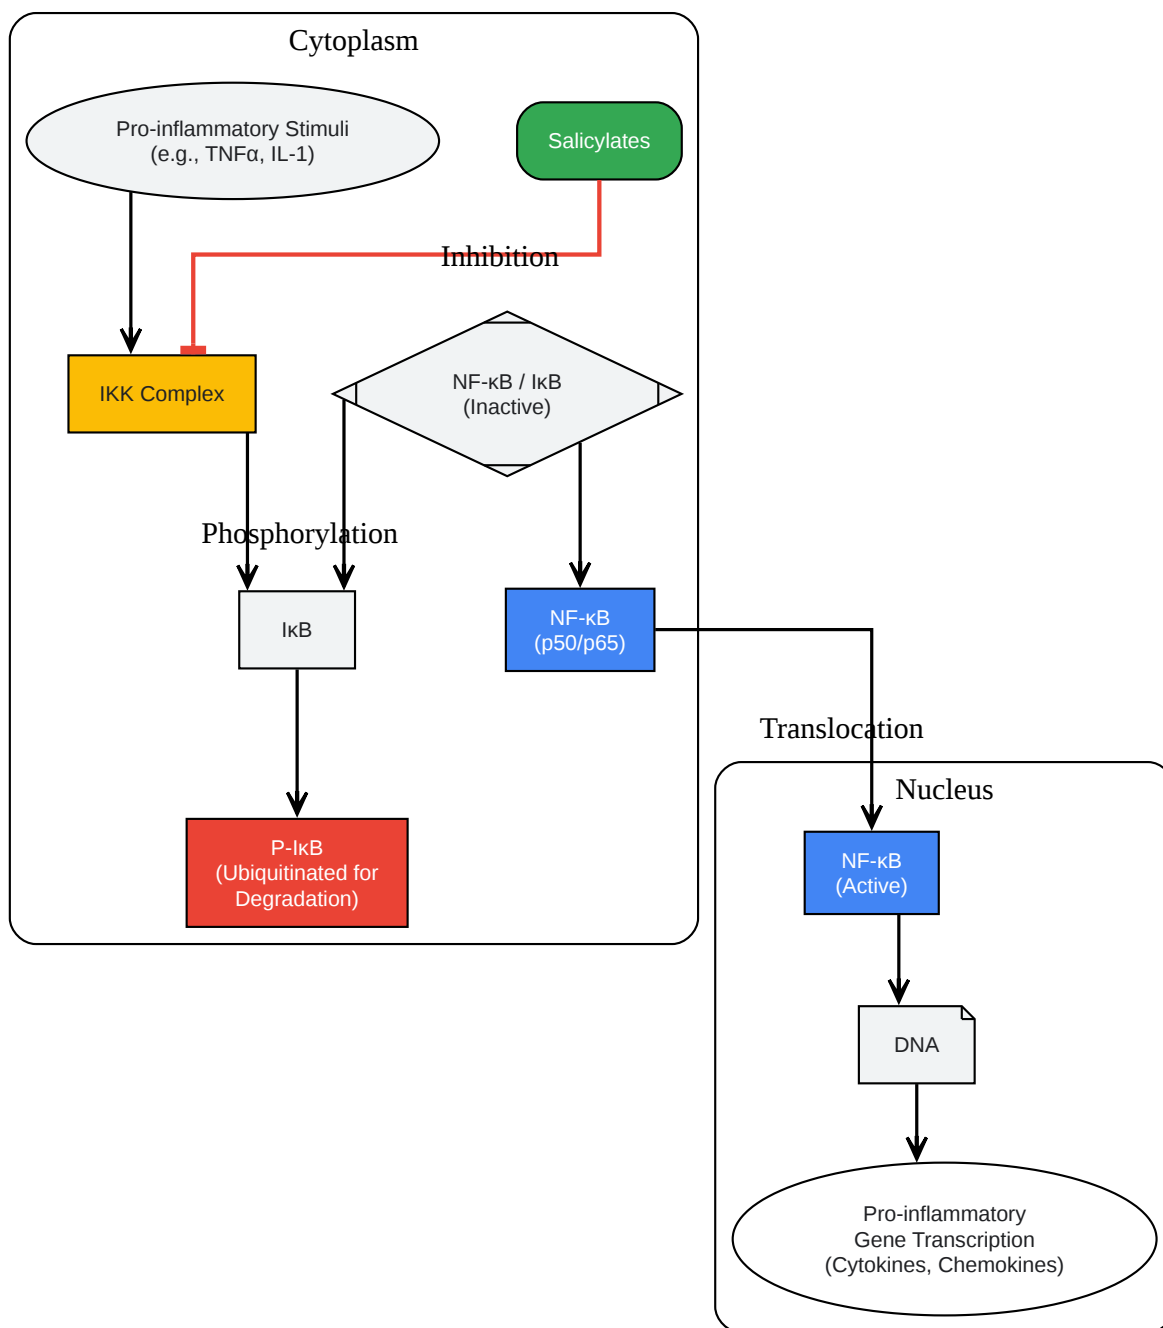 Cytoplasm
Pro-inflammatory Stimuli
(e.g., TNFα, IL-1)
Salicylates
Inhibition
IKK Complex
NF-κB / IκB
(Inactive)
Phosphorylation
IκB
NF-κB
(p50/p65)
Translocation
Nucleus
P-IκB
(Ubiquitinated for
Degradation)
NF-κB
(Active)
DNA
Pro-inflammatory
Gene Transcription
(Cytokines, Chemokines)